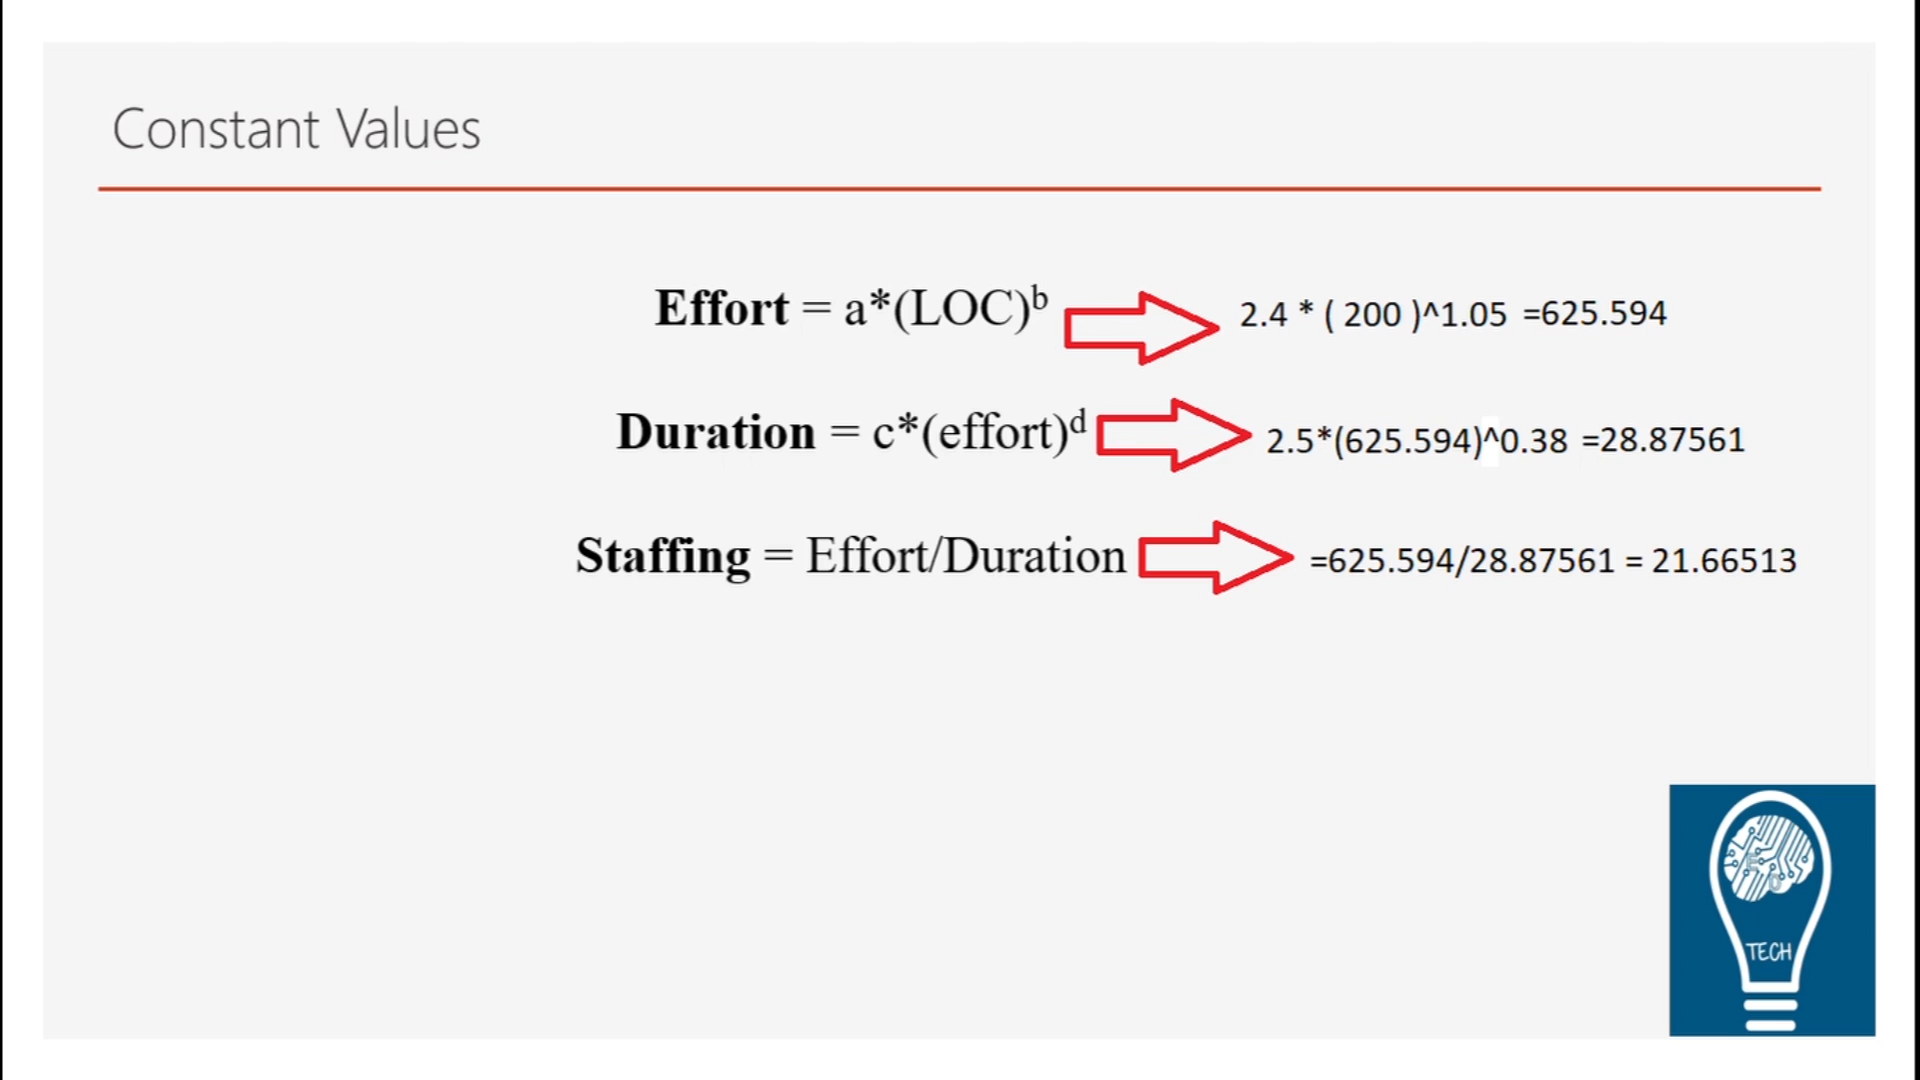 Constant Values
Effort = a*(LOC)ᵇ 2.4 * ( 200 )^1.05 =625.594
Duration = c*(effort)ᵈ 2.5*(625.594)^0.38 =28.87561
Staffing = Effort/Duration =625.594/28.87561 = 21.66513
E
D
TECH